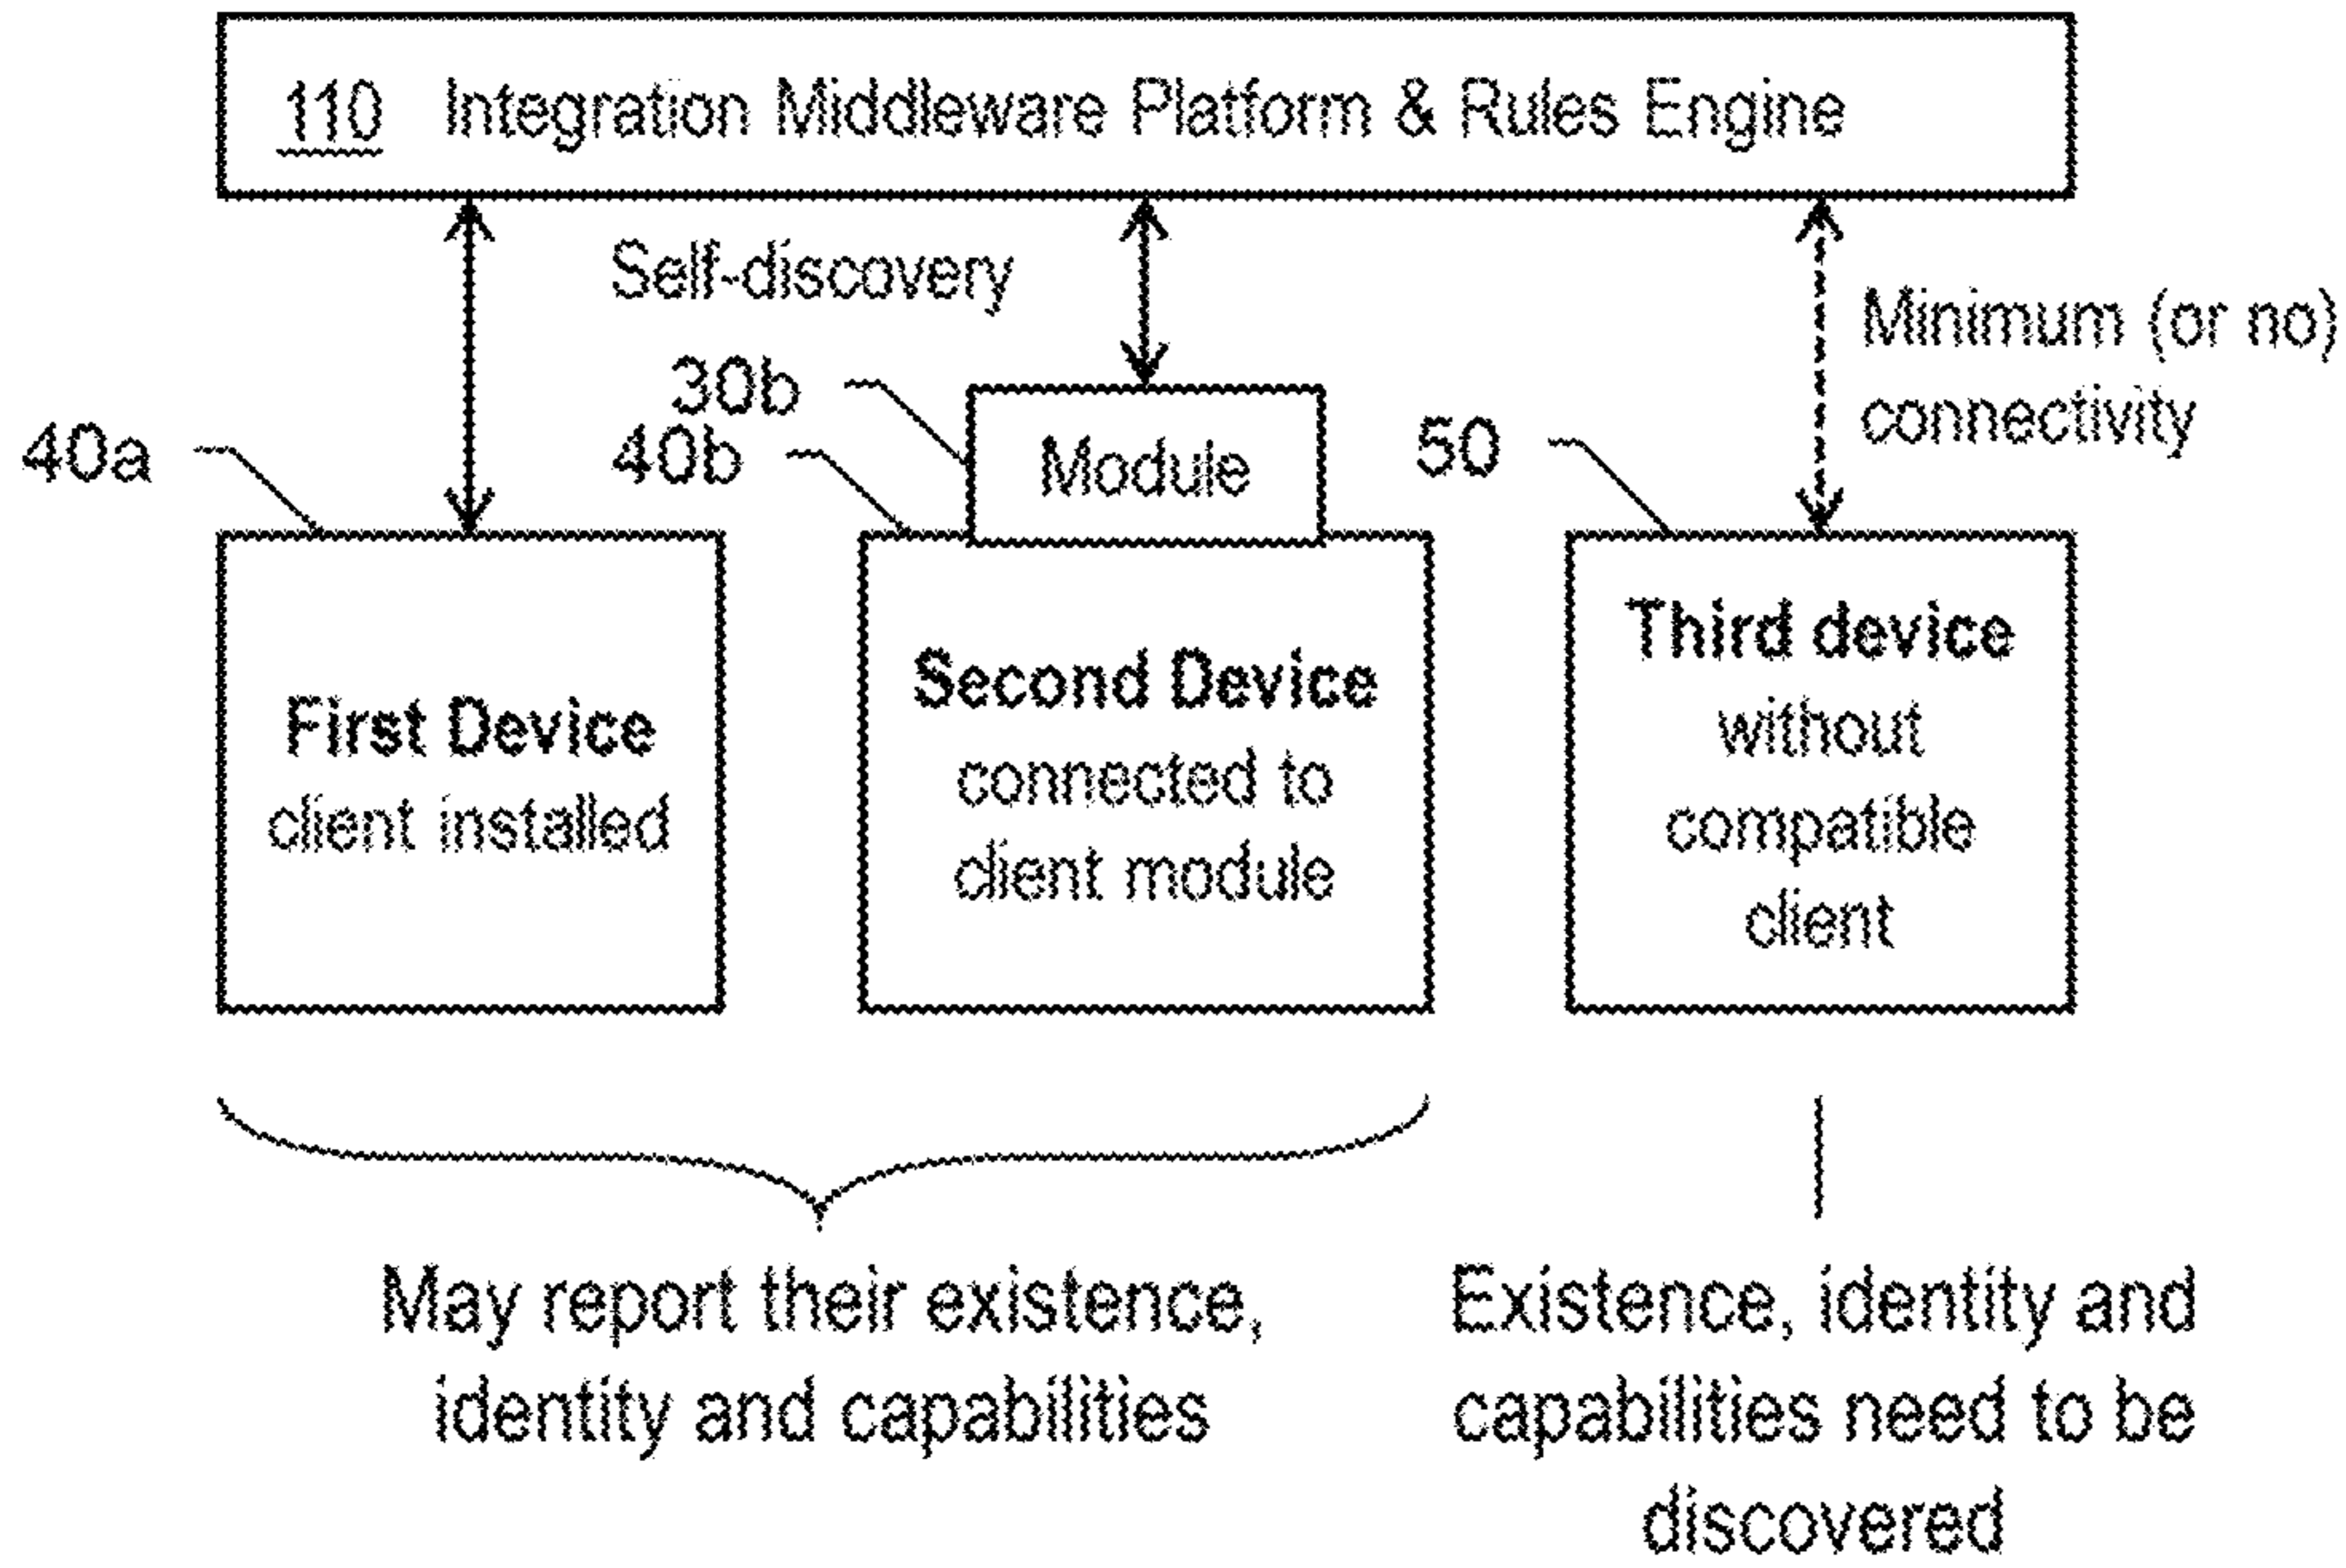 110 Integration Middleware Platform & Rules Engine
Self-discovery
Minimum (or no)
connectivity
30b
40a
40b
50
Module
First Device
client installed
Second Device
connected to
client module
Third device
without
compatible
client
May report their existence,
identity and capabilities
Existence, identity and
capabilities need to be
discovered